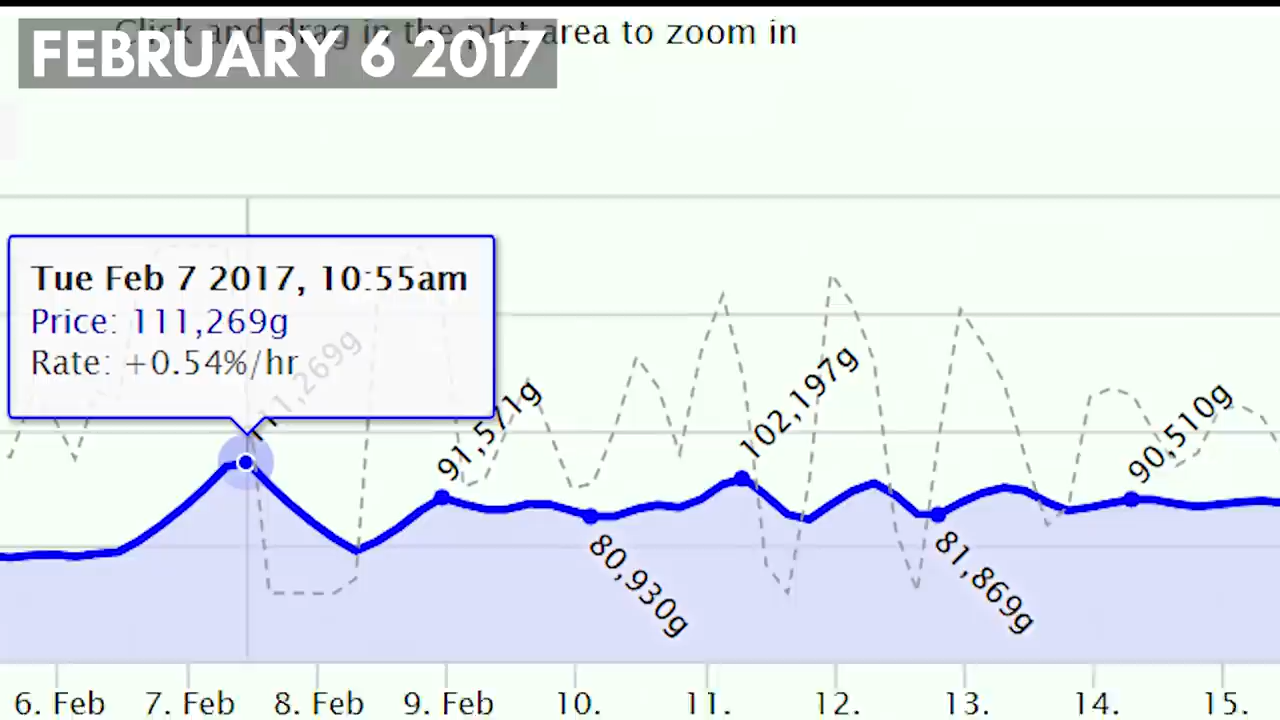 Click and drag in the plot area to zoom in
FEBRUARY 6 2017
Tue Feb 7 2017, 10:55am
Price: 111,269g
Rate: +0.54%/hr
111,269g
91,571g
80,930g
102,197g
81,869g
90,510g
6. Feb 7. Feb 8. Feb 9. Feb 10. 11. 12. 13. 14. 15.